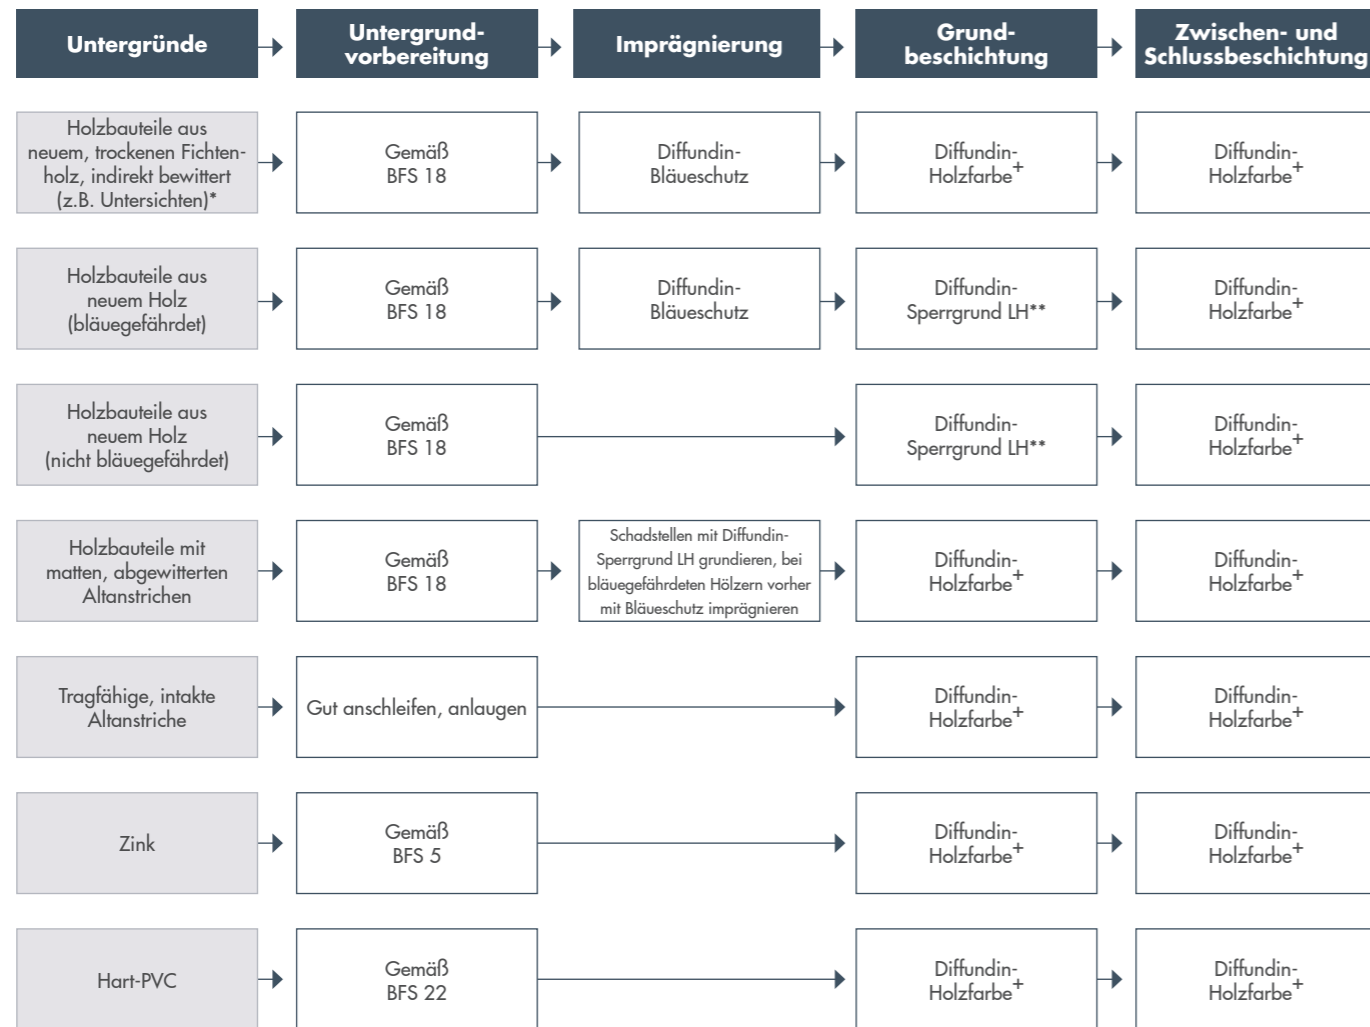 Untergründe
Untergrund-
vorbereitung
Imprägnierung
Grund-
beschichtung
Zwischen- und
Schlussbeschichtung
Holzbauteile aus
neuem, trockenen Fichten-
holz, indirekt bewittert
(z.B. Untersichten)*
Gemäß
BFS 18
Diffundin-
Bläueschutz
Diffundin-
Holzfarbe+
Diffundin-
Holzfarbe+
Holzbauteile aus
neuem Holz
(bläuegefährdet)
Gemäß
BFS 18
Diffundin-
Bläueschutz
Diffundin-
Sperrgrund LH**
Diffundin-
Holzfarbe+
Holzbauteile aus
neuem Holz
(nicht bläuegefährdet)
Gemäß
BFS 18
Diffundin-
Sperrgrund LH**
Diffundin-
Holzfarbe+
Holzbauteile mit
matten, abgewitterten
Altanstrichen
Gemäß
BFS 18
Schadstellen mit Diffundin-
Sperrgrund LH grundieren, bei
bläuegefährdeten Hölzern vorher
mit Bläueschutz imprägnieren
Diffundin-
Holzfarbe+
Diffundin-
Holzfarbe+
Tragfähige, intakte
Altanstriche
Gut anschleifen, anlaugen
Diffundin-
Holzfarbe+
Diffundin-
Holzfarbe+
Zink
Gemäß
BFS 5
Diffundin-
Holzfarbe+
Diffundin-
Holzfarbe+
Hart-PVC
Gemäß
BFS 22
Diffundin-
Holzfarbe+
Diffundin-
Holzfarbe+